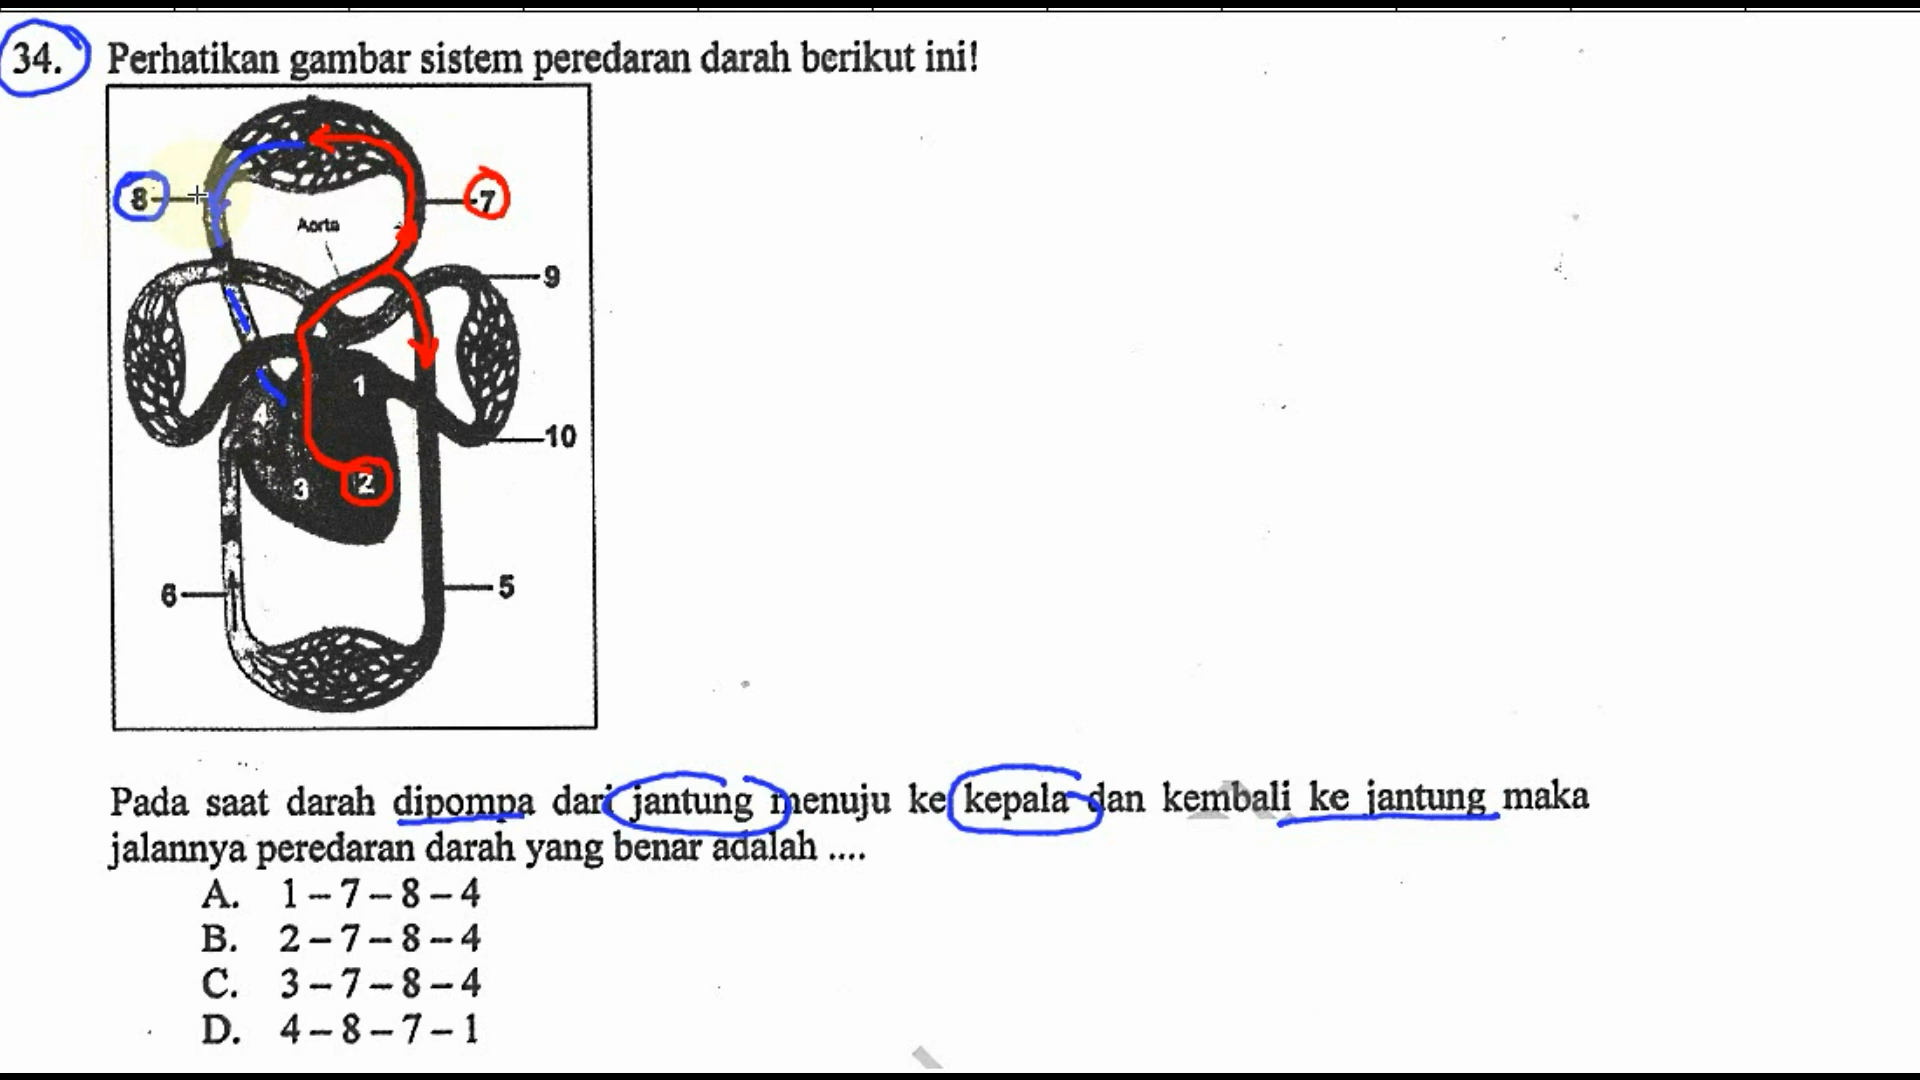 34. Perhatikan gambar sistem peredaran darah berikut ini!
8
7
Aorta
9
1
4
10
3
2
6
5
Pada saat darah dipompa dari jantung menuju ke kepala dan kembali ke jantung maka
jalannya peredaran darah yang benar adalah ....
A. 1 – 7 – 8 – 4
B. 2 – 7 – 8 – 4
C. 3 – 7 – 8 – 4
D. 4 – 8 – 7 – 1